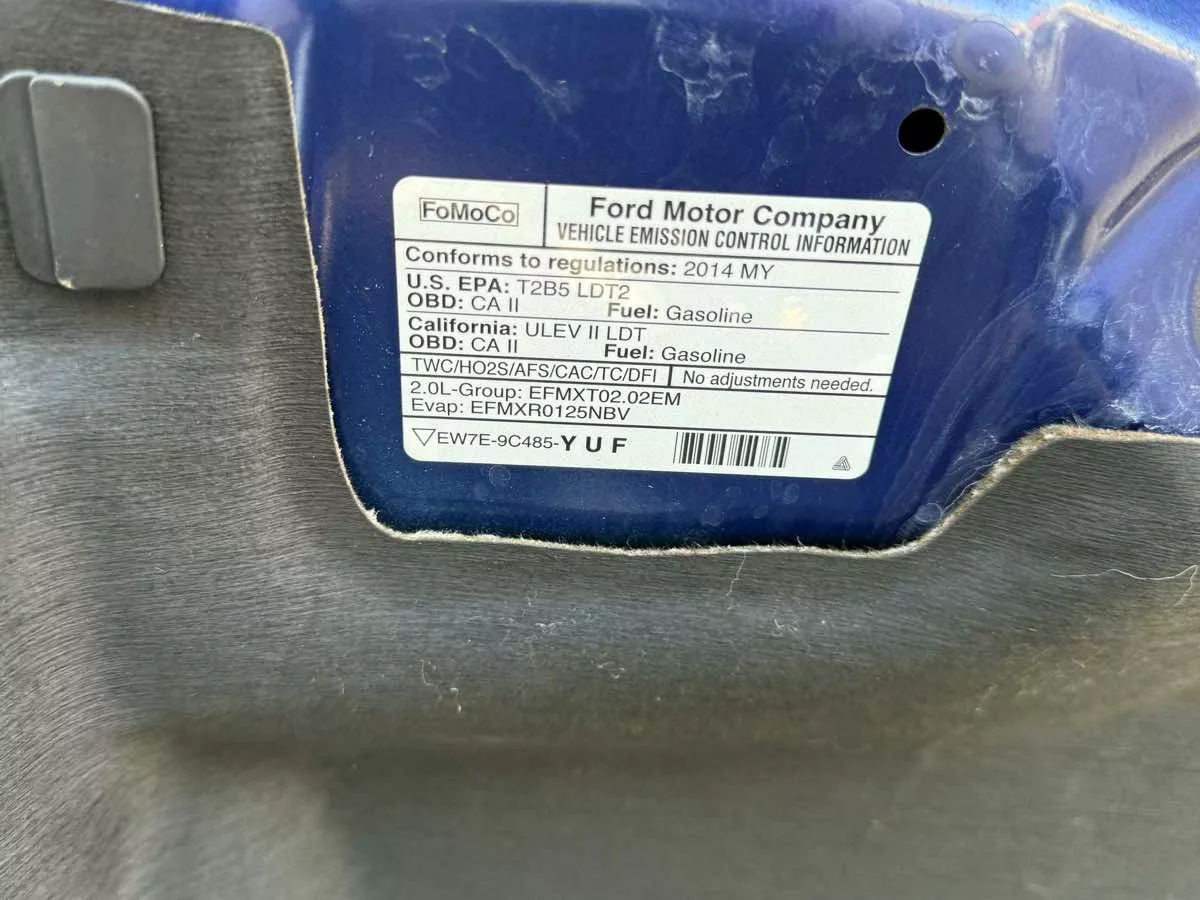 FoMoCo
Ford Motor Company
VEHICLE EMISSION CONTROL INFORMATION
Conforms to regulations: 2014 MY
U.S. EPA: T2B5 LDT2
OBD: CA II Fuel: Gasoline
California: ULEV II LDT
OBD: CA II Fuel: Gasoline
TWC/HO2S/AFS/CAC/TC/DFI No adjustments needed.
2.0L-Group: EFMXT02.02EM
Evap: EFMXR0125NBV
EW7E-9C485-YUF